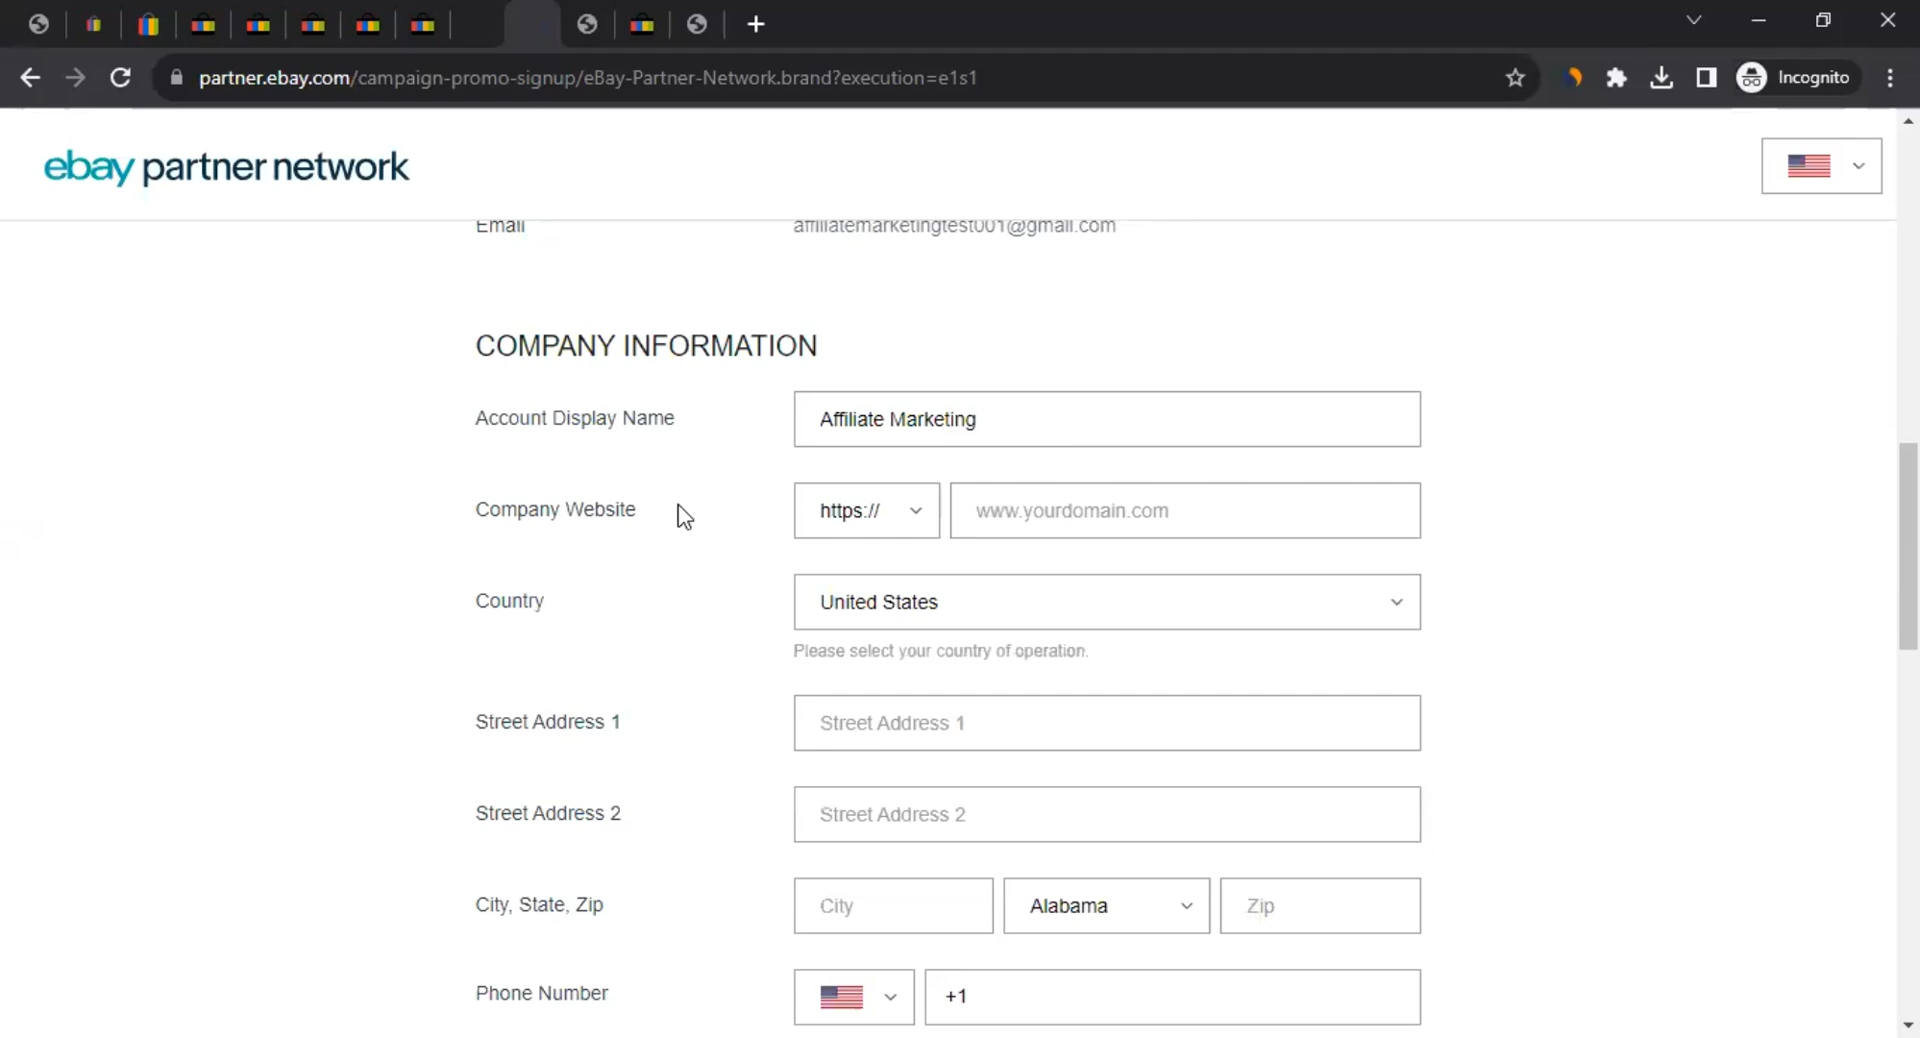 partner.ebay.com/campaign-promo-signup/eBay-Partner-Network.brand?execution=e1s1
Incognito
ebay partner network
Email affiliatemarketingtest001@gmail.com
COMPANY INFORMATION
Account Display Name Affiliate Marketing
Company Website https:// www.yourdomain.com
Country United States
Please select your country of operation.
Street Address 1 Street Address 1
Street Address 2 Street Address 2
City, State, Zip City Alabama Zip
Phone Number +1